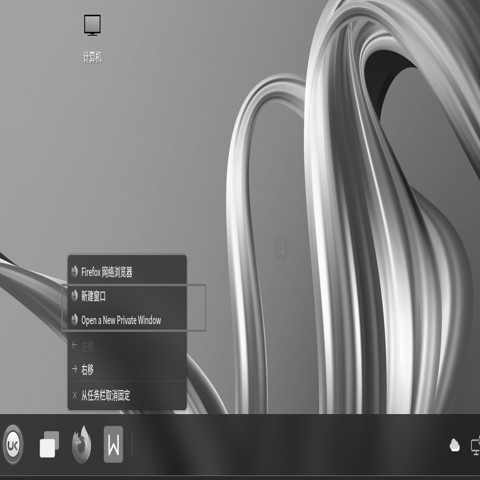 计算机
Firefox 网络浏览器
新建窗口
Open a New Private Window
左移
右移
从任务栏取消固定
UK
W